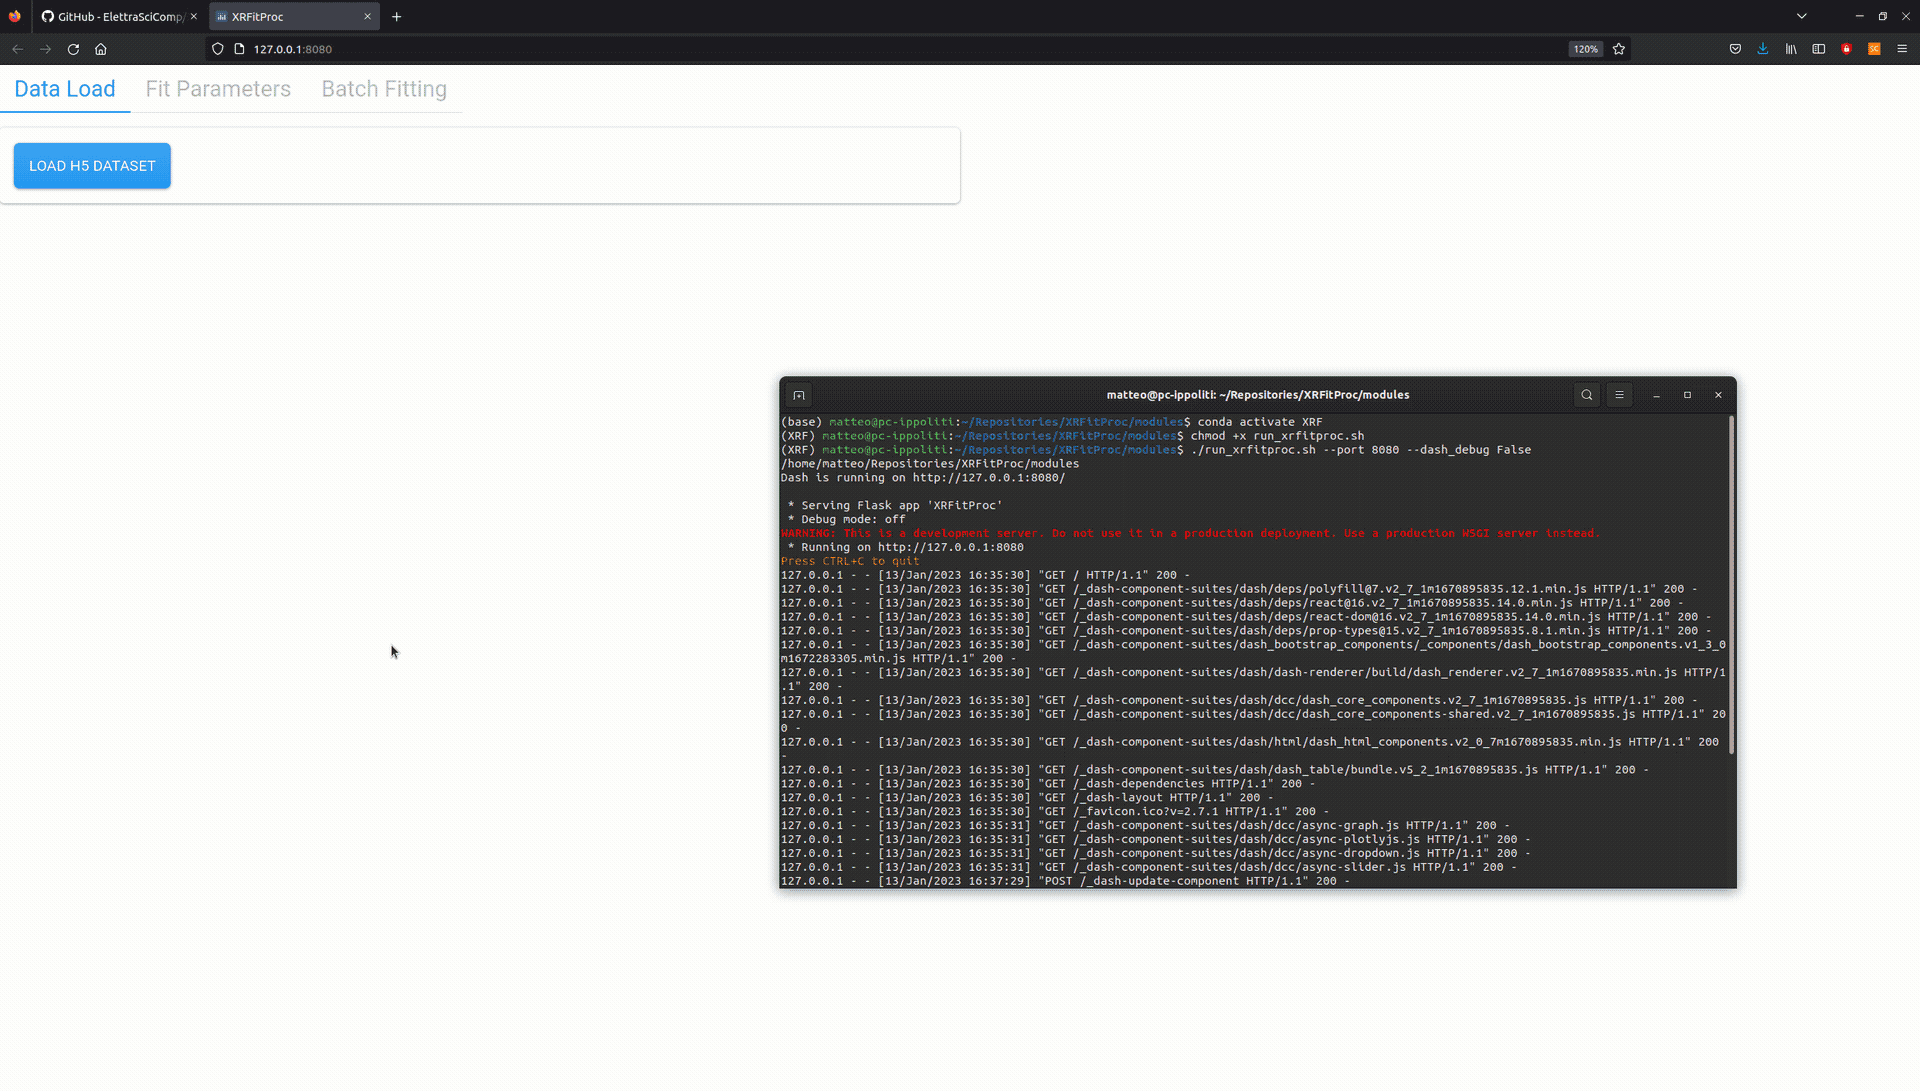 GitHub - ElettraSciComp/
XRFitProc
127.0.0.1:8080
120%
Data Load
Fit Parameters
Batch Fitting
LOAD H5 DATASET
matteo@pc-ippoliti: ~/Repositories/XRFitProc/modules
(base) matteo@pc-ippoliti:~/Repositories/XRFitProc/modules$ conda activate XRF
(XRF) matteo@pc-ippoliti:~/Repositories/XRFitProc/modules$ chmod +x run_xrfitproc.sh
(XRF) matteo@pc-ippoliti:~/Repositories/XRFitProc/modules$ ./run_xrfitproc.sh --port 8080 --dash_debug False
/home/matteo/Repositories/XRFitProc/modules
Dash is running on http://127.0.0.1:8080/
* Serving Flask app 'XRFitProc'
* Debug mode: off
WARNING: This is a development server. Do not use it in a production deployment. Use a production WSGI server instead.
* Running on http://127.0.0.1:8080
Press CTRL+C to quit
127.0.0.1 - - [13/Jan/2023 16:35:30] "GET / HTTP/1.1" 200 -
127.0.0.1 - - [13/Jan/2023 16:35:30] "GET /_dash-component-suites/dash/deps/polyfill@7.v2_7_1m1670895835.12.1.min.js HTTP/1.1" 200 -
127.0.0.1 - - [13/Jan/2023 16:35:30] "GET /_dash-component-suites/dash/deps/react@16.v2_7_1m1670895835.14.0.min.js HTTP/1.1" 200 -
127.0.0.1 - - [13/Jan/2023 16:35:30] "GET /_dash-component-suites/dash/deps/react-dom@16.v2_7_1m1670895835.14.0.min.js HTTP/1.1" 200 -
127.0.0.1 - - [13/Jan/2023 16:35:30] "GET /_dash-component-suites/dash/deps/prop-types@15.v2_7_1m1670895835.8.1.min.js HTTP/1.1" 200 -
127.0.0.1 - - [13/Jan/2023 16:35:30] "GET /_dash-component-suites/dash_bootstrap_components/_components/dash_bootstrap_components.v1_3_0
m1672283305.min.js HTTP/1.1" 200 -
127.0.0.1 - - [13/Jan/2023 16:35:30] "GET /_dash-component-suites/dash/dash-renderer/build/dash_renderer.v2_7_1m1670895835.min.js HTTP/1
.1" 200 -
127.0.0.1 - - [13/Jan/2023 16:35:30] "GET /_dash-component-suites/dash/dcc/dash_core_components.v2_7_1m1670895835.js HTTP/1.1" 200 -
127.0.0.1 - - [13/Jan/2023 16:35:30] "GET /_dash-component-suites/dash/dcc/dash_core_components-shared.v2_7_1m1670895835.js HTTP/1.1" 20
0 -
127.0.0.1 - - [13/Jan/2023 16:35:30] "GET /_dash-component-suites/dash/html/dash_html_components.v2_0_7m1670895835.min.js HTTP/1.1" 200
-
127.0.0.1 - - [13/Jan/2023 16:35:30] "GET /_dash-component-suites/dash/dash_table/bundle.v5_2_1m1670895835.js HTTP/1.1" 200 -
127.0.0.1 - - [13/Jan/2023 16:35:30] "GET /_dash-dependencies HTTP/1.1" 200 -
127.0.0.1 - - [13/Jan/2023 16:35:30] "GET /_dash-layout HTTP/1.1" 200 -
127.0.0.1 - - [13/Jan/2023 16:35:30] "GET /_favicon.ico?v=2.7.1 HTTP/1.1" 200 -
127.0.0.1 - - [13/Jan/2023 16:35:31] "GET /_dash-component-suites/dash/dcc/async-graph.js HTTP/1.1" 200 -
127.0.0.1 - - [13/Jan/2023 16:35:31] "GET /_dash-component-suites/dash/dcc/async-plotlyjs.js HTTP/1.1" 200 -
127.0.0.1 - - [13/Jan/2023 16:35:31] "GET /_dash-component-suites/dash/dcc/async-dropdown.js HTTP/1.1" 200 -
127.0.0.1 - - [13/Jan/2023 16:35:31] "GET /_dash-component-suites/dash/dcc/async-slider.js HTTP/1.1" 200 -
127.0.0.1 - - [13/Jan/2023 16:37:29] "POST /_dash-update-component HTTP/1.1" 200 -